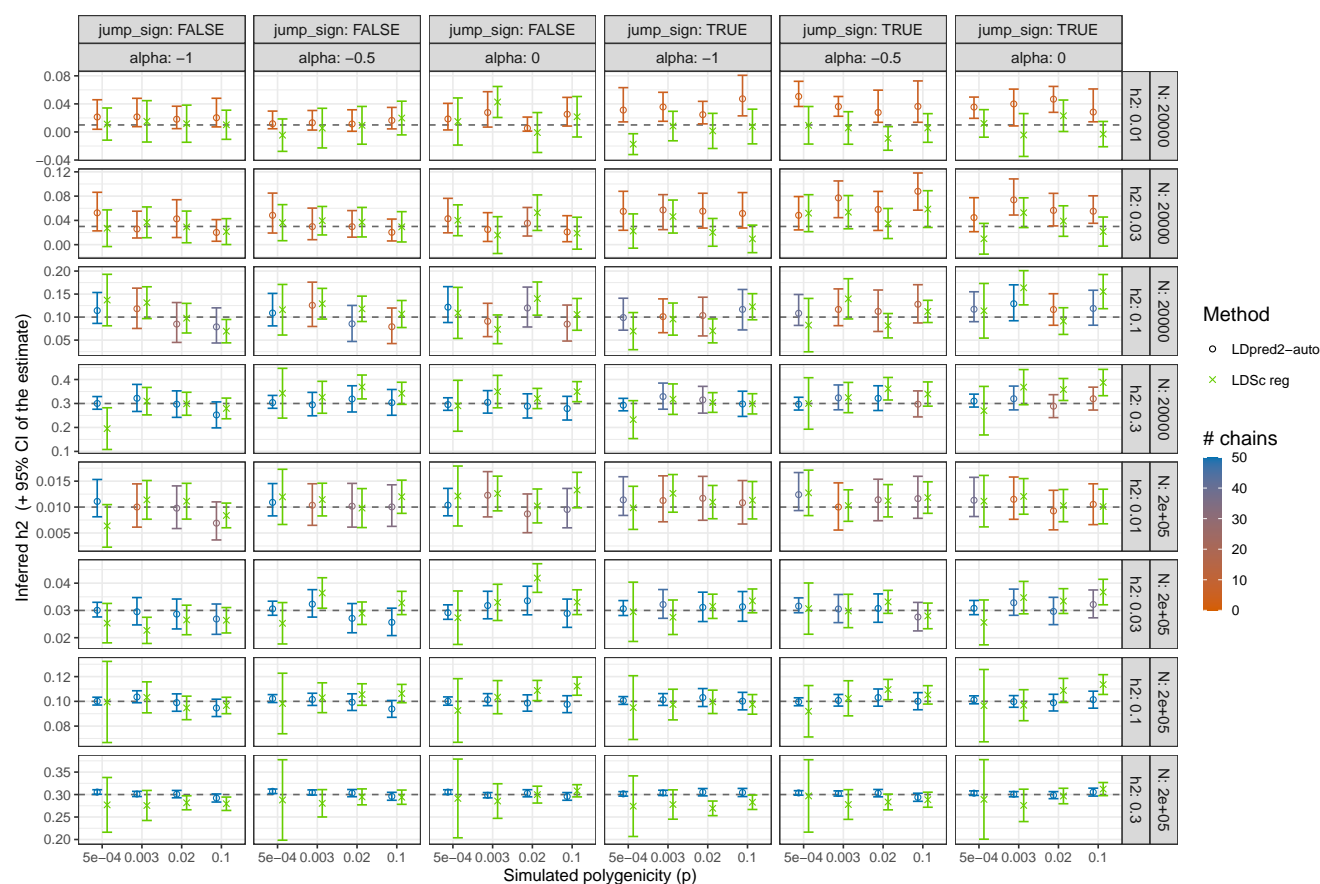 jump_sign: FALSE jump_sign: FALSE jump_sign: FALSE jump_sign: TRUE jump_sign: TRUE jump_sign: TRUE
alpha: −1 alpha: −0.5 alpha: 0 alpha: −1 alpha: −0.5 alpha: 0
0.08
0.04
0.00
−0.04
h2: 0.01
N: 20000
0.12
0.08
0.04
0.00
h2: 0.03
N: 20000
0.20
0.15
0.10
0.05
h2: 0.1
N: 20000
0.4
0.3
0.2
0.1
h2: 0.3
N: 20000
0.015
0.010
0.005
h2: 0.01
N: 2e+05
0.04
0.03
0.02
h2: 0.03
N: 2e+05
0.12
0.10
0.08
h2: 0.1
N: 2e+05
0.35
0.30
0.25
0.20
h2: 0.3
N: 2e+05
5e−04 0.003 0.02 0.1 5e−04 0.003 0.02 0.1 5e−04 0.003 0.02 0.1 5e−04 0.003 0.02 0.1 5e−04 0.003 0.02 0.1 5e−04 0.003 0.02 0.1
Simulated polygenicity (p)
Inferred h2 (+ 95% CI of the estimate)
Method
LDpred2−auto
LDSc reg
# chains
50
40
30
20
10
0